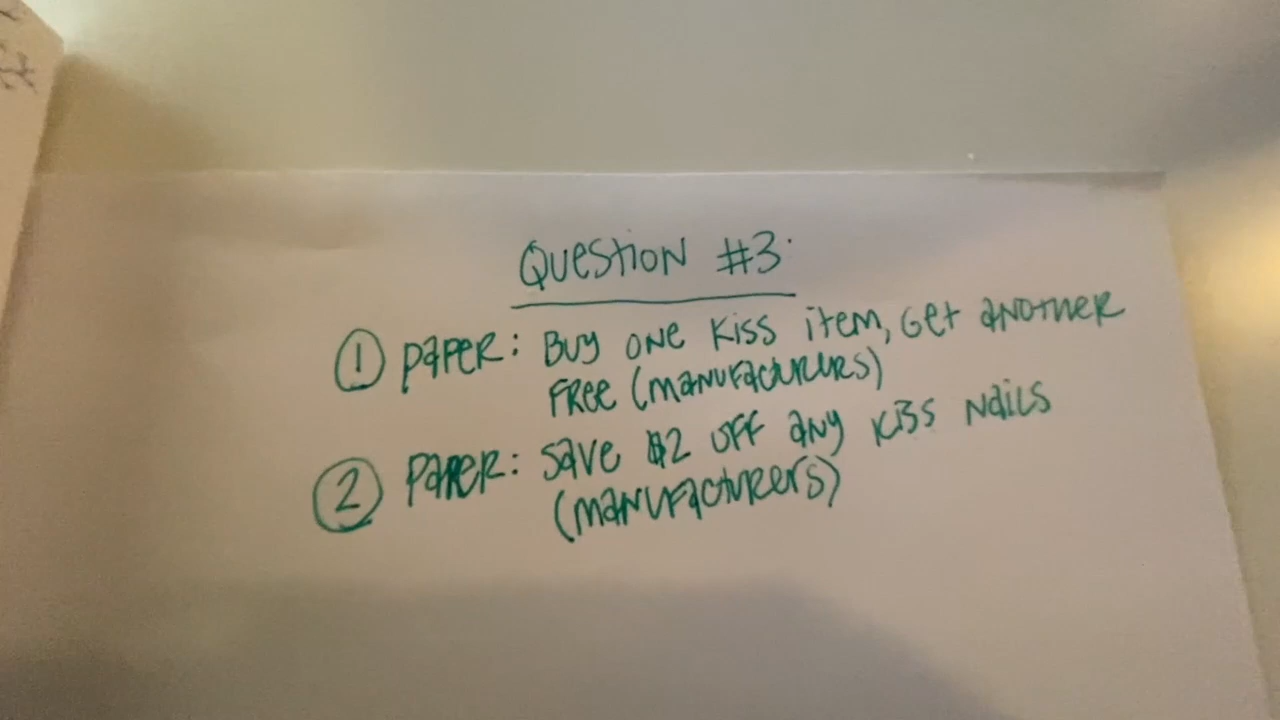 Question #3.
① Paper: Buy one Kiss item, Get another
Free (manufacturers)
② Paper: Save $2 off any Kiss Nails
(manufacturers)